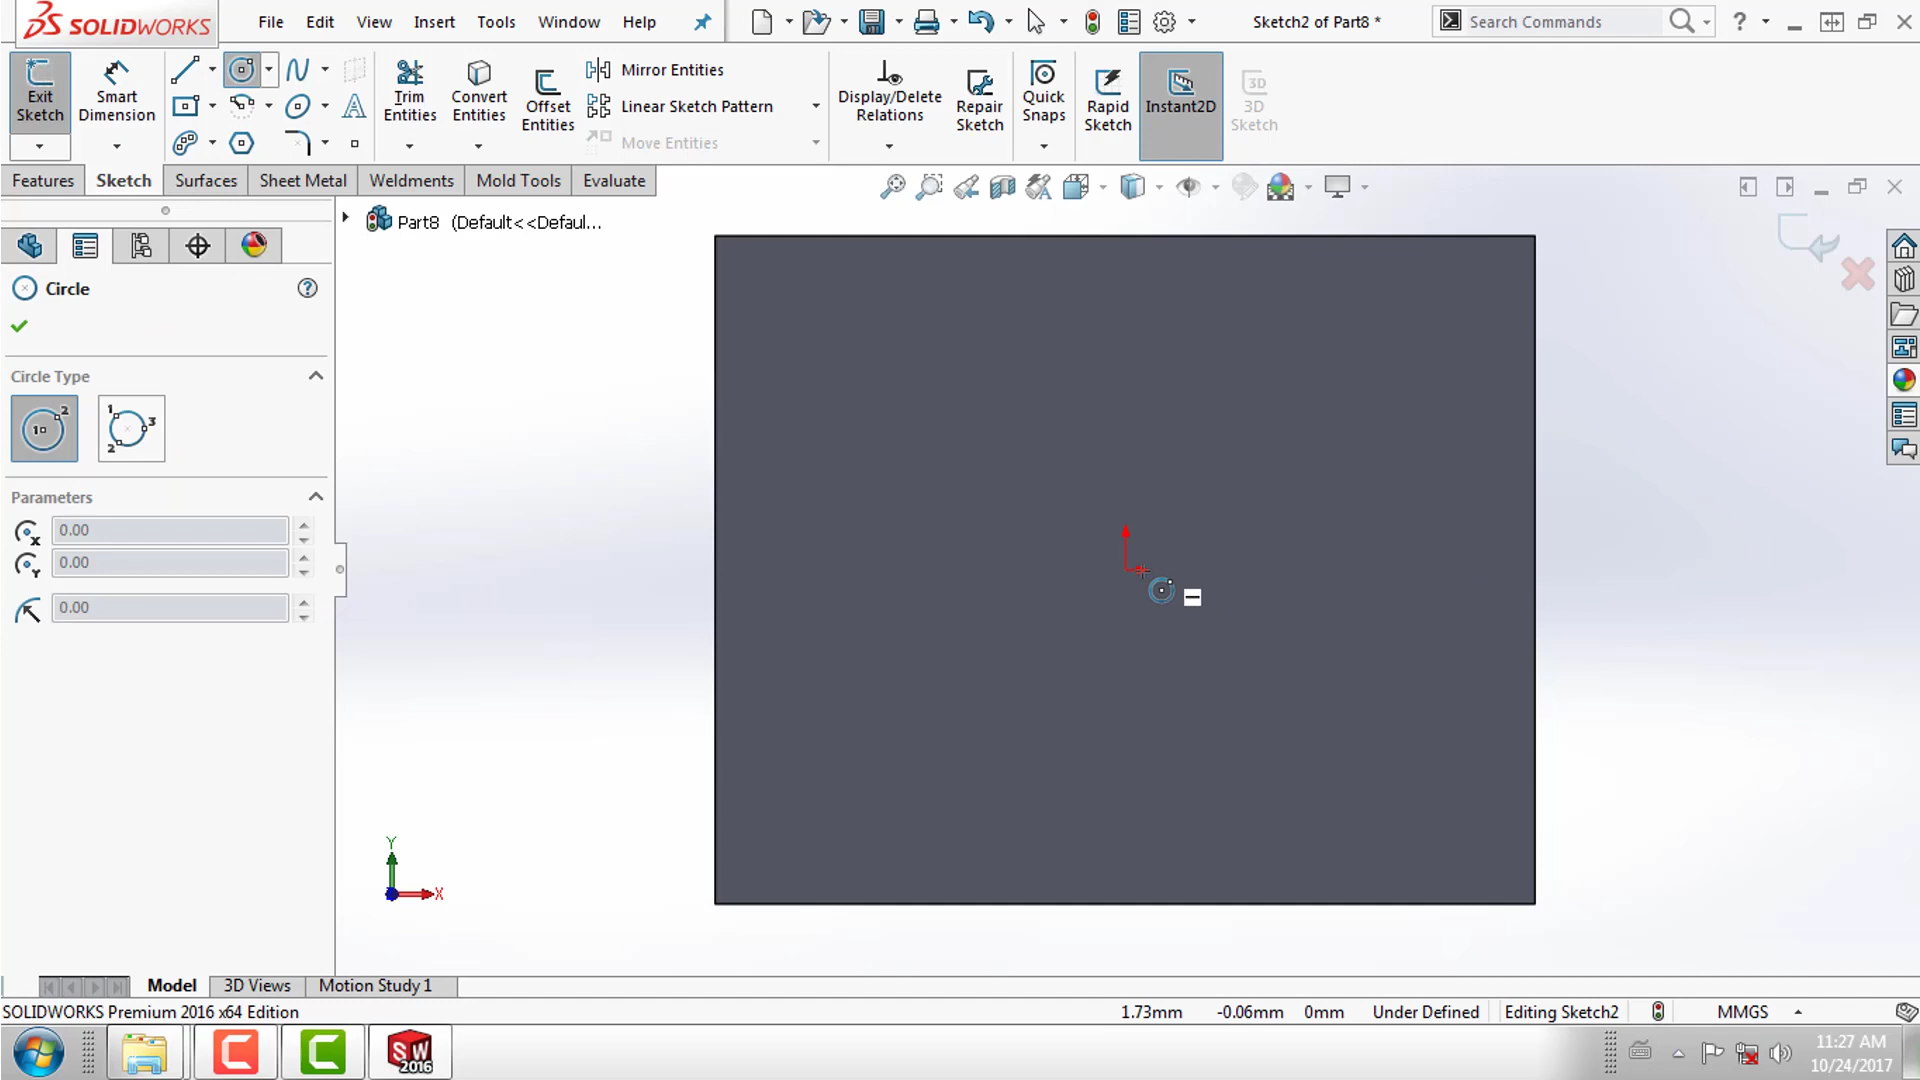 SOLIDWORKS
File Edit View Insert Tools Window Help
Sketch2 of Part8 *
Search Commands
Exit Sketch
Smart Dimension
Trim Entities
Convert Entities
Offset Entities
Mirror Entities
Linear Sketch Pattern
Move Entities
Display/Delete Relations
Repair Sketch
Quick Snaps
Rapid Sketch
Instant2D
3D Sketch
Features Sketch Surfaces Sheet Metal Weldments Mold Tools Evaluate
Part8 (Default<<Defaul...
Circle
Circle Type
Parameters
0.00
0.00
0.00
Y
X
Model 3D Views Motion Study 1
SOLIDWORKS Premium 2016 x64 Edition
1.73mm -0.06mm 0mm Under Defined Editing Sketch2 MMGS
SW 2016
11:27 AM
10/24/2017